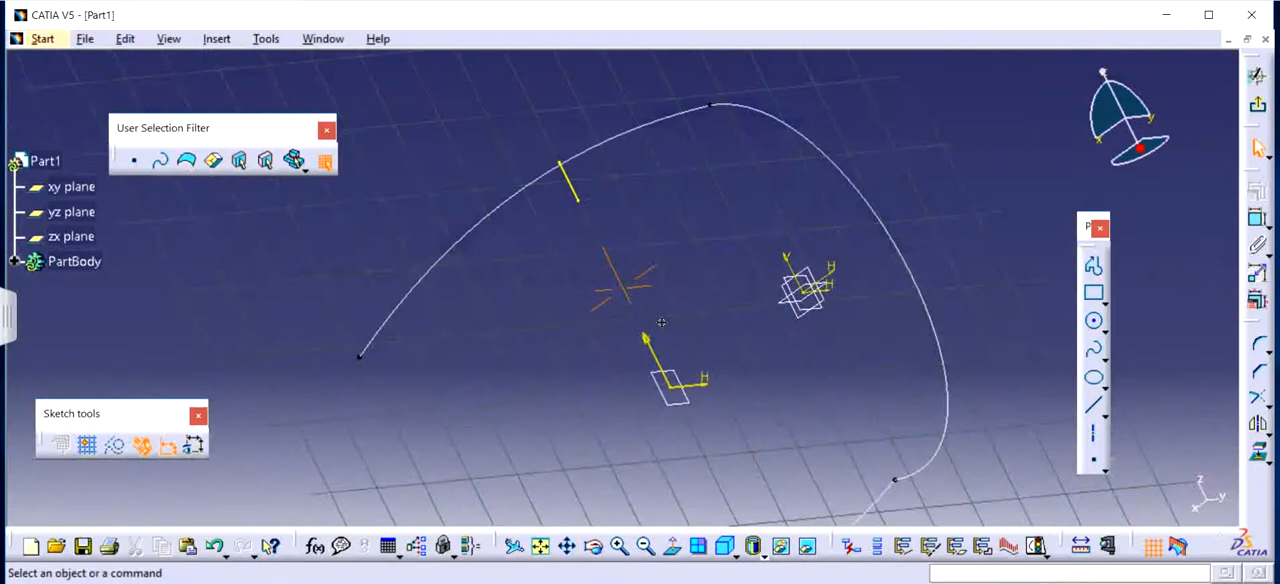 CATIA V5 - [Part1]
Start File Edit View Insert Tools Window Help
User Selection Filter
Part1
xy plane
yz plane
zx plane
PartBody
Sketch tools
P
x
y
H
H
H
z
y
x
f(x)
CATIA
Select an object or a command